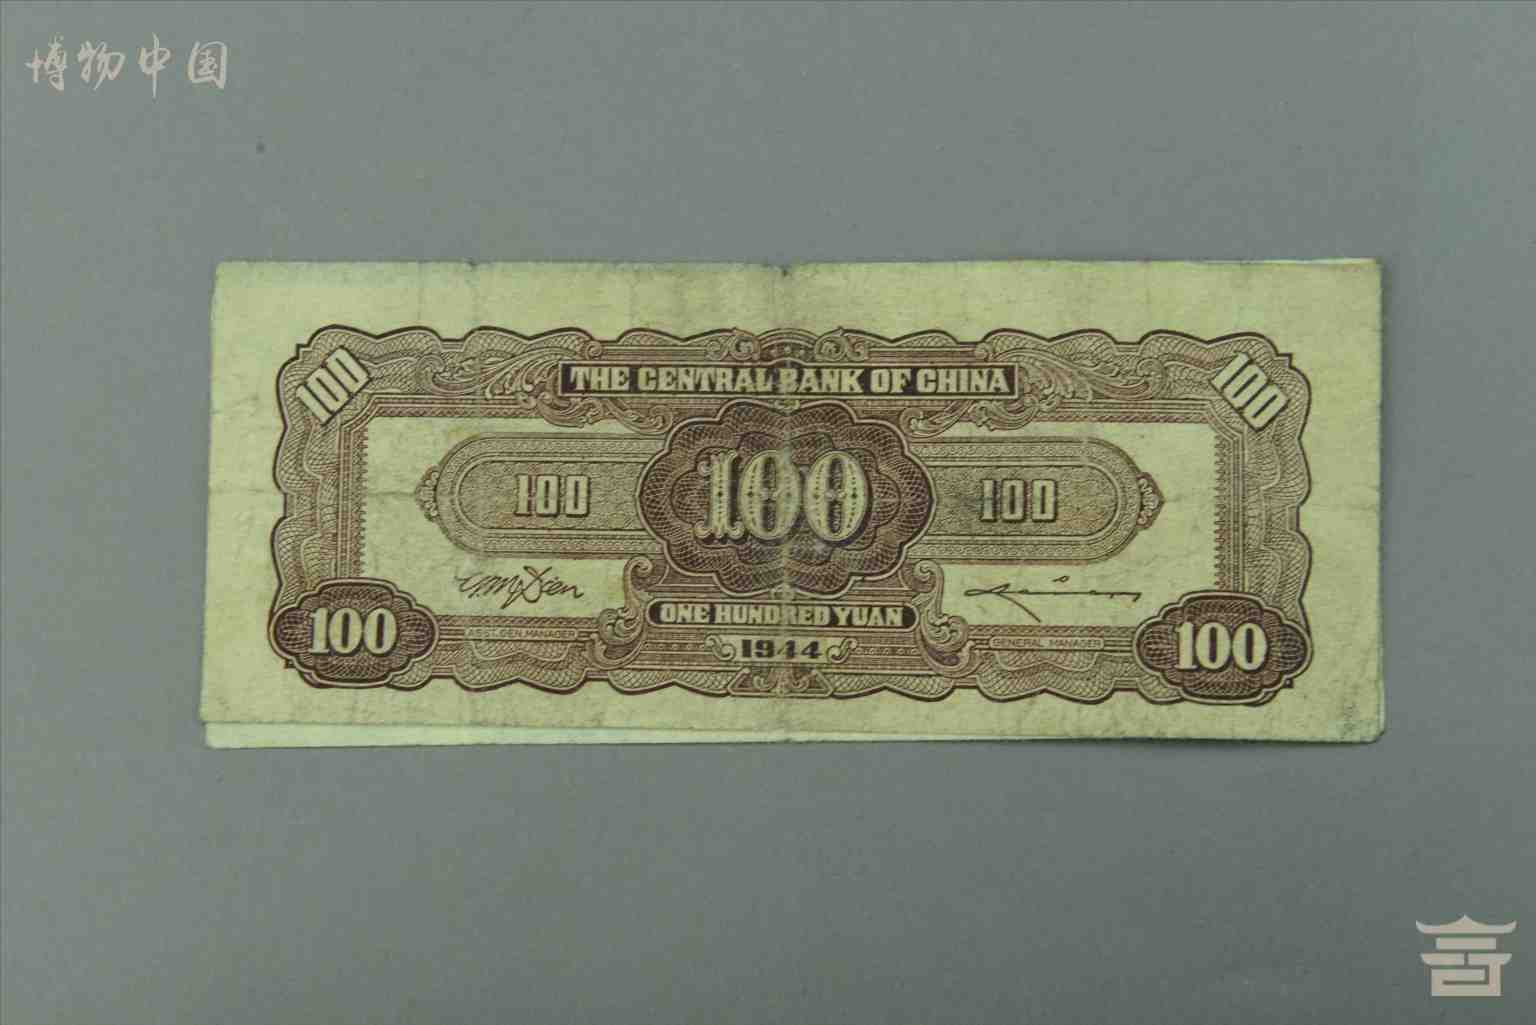 博物中国
100
THE CENTRAL BANK OF CHINA
100
100
100
100
ASST. GEN. MANAGER
ONE HUNDRED YUAN
GENERAL MANAGER
100
1944
100